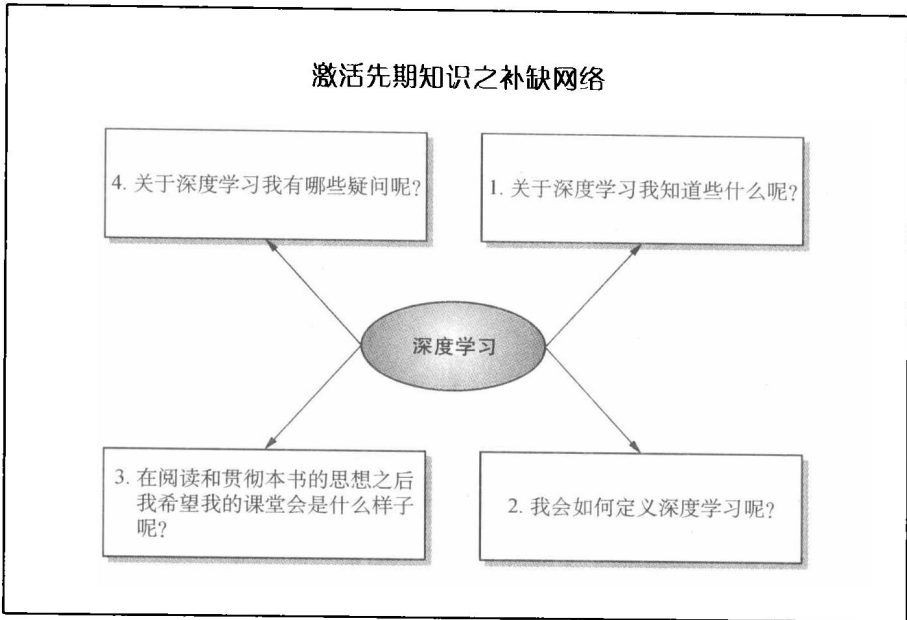 激活先期知识之补缺网络
4. 关于深度学习我有哪些疑问呢?
1. 关于深度学习我知道些什么呢?
深度学习
3. 在阅读和贯彻本书的思想之后
我希望我的课堂会是什么样子
呢?
2. 我会如何定义深度学习呢?